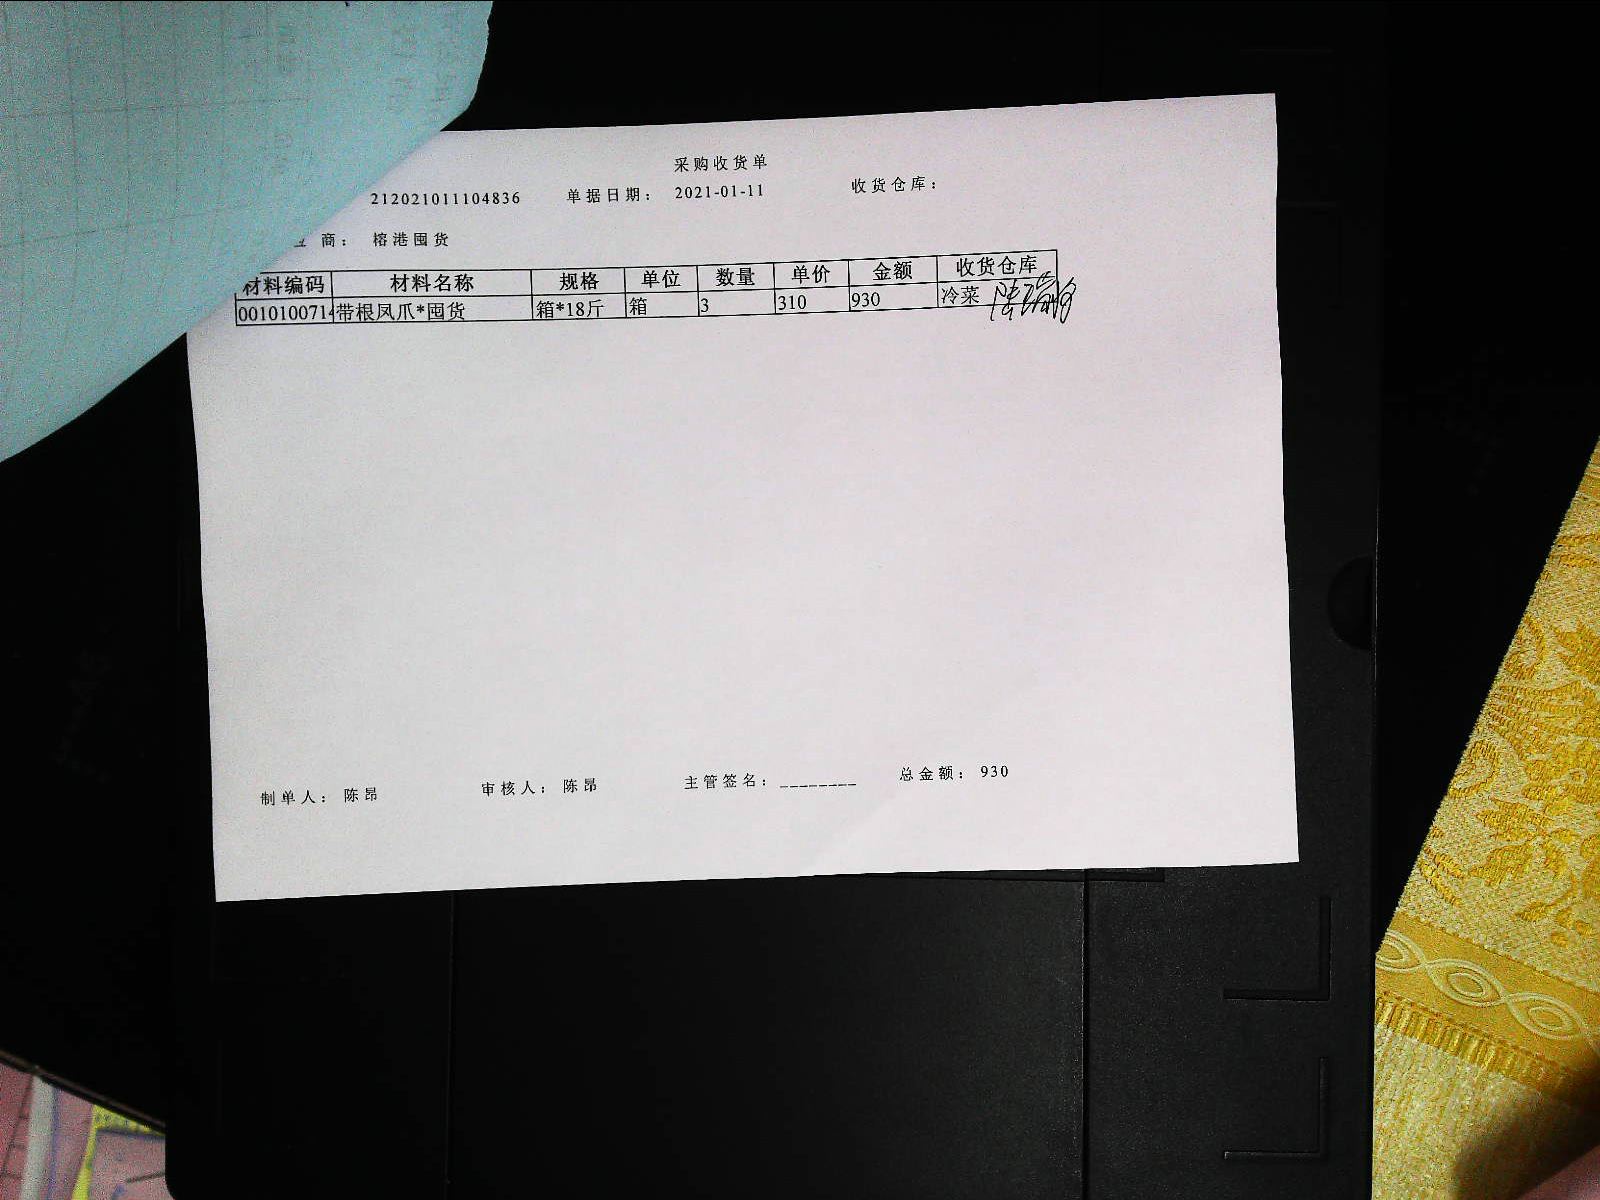 采购收货单
212021011104836 单据日期: 2021-01-11 收货仓库:
商: 榕港囤货
材料编码 材料名称 规格 单位 数量 单价 金额 收货仓库
0010100714 带根凤爪*囤货 箱*18斤 箱 3 310 930 冷菜
制单人: 陈昂 审核人: 陈昂 主管签名: ________ 总金额: 930